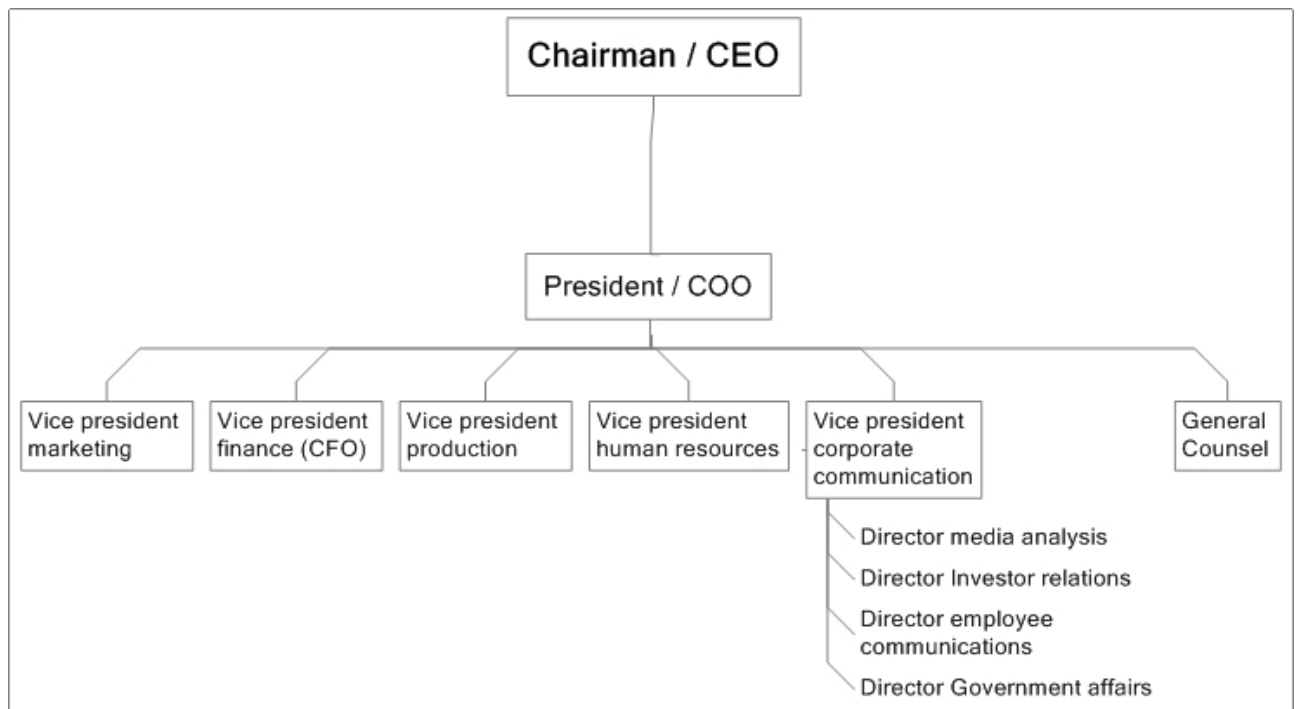 Chairman / CEO
President / COO
Vice president
marketing
Vice president
finance (CFO)
Vice president
production
Vice president
human resources
Vice president
corporate
communication
General
Counsel
Director media analysis
Director Investor relations
Director employee
communications
Director Government affairs